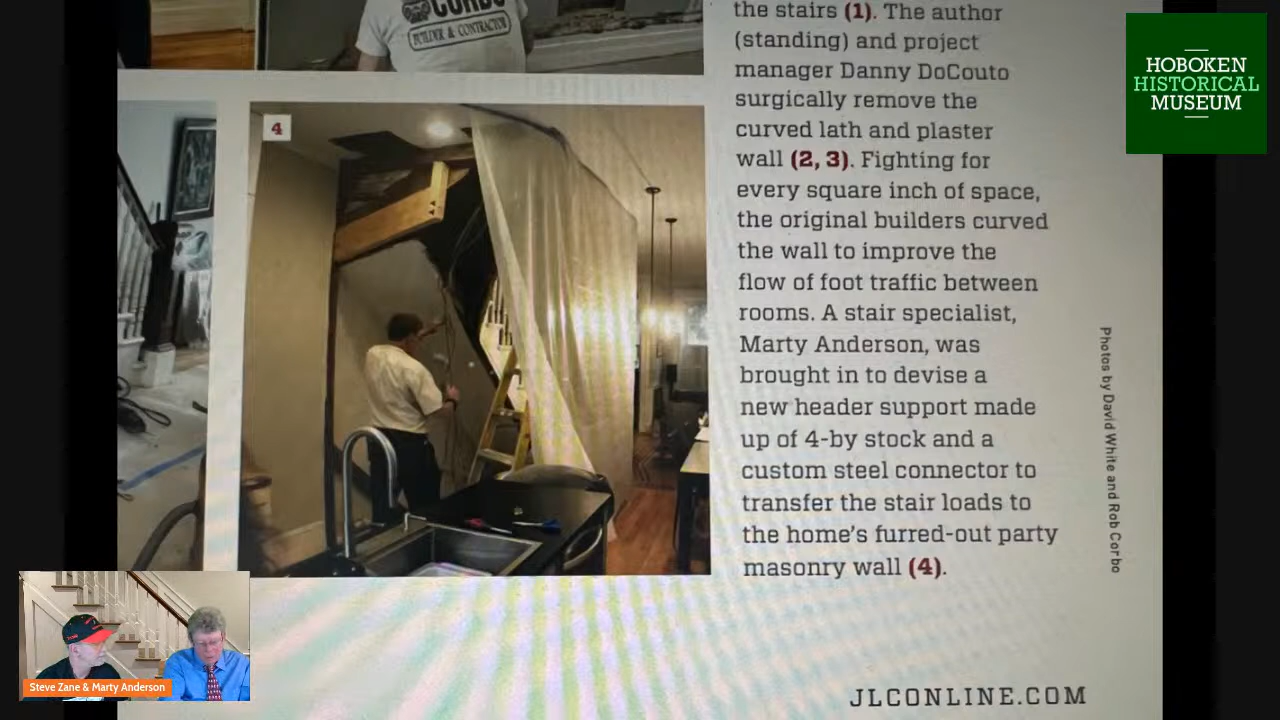 CORBO
BUILDER & CONTRACTOR
4
the stairs (1). The author
(standing) and project
manager Danny DoCouto
surgically remove the
curved lath and plaster
wall (2, 3). Fighting for
every square inch of space,
the original builders curved
the wall to improve the
flow of foot traffic between
rooms. A stair specialist,
Marty Anderson, was
brought in to devise a
new header support made
up of 4-by stock and a
custom steel connector to
transfer the stair loads to
the home's furred-out party
masonry wall (4).
Photos by David White and Rob Corbo
JLCONLINE.COM
HOBOKEN
HISTORICAL
MUSEUM
Steve Zane & Marty Anderson